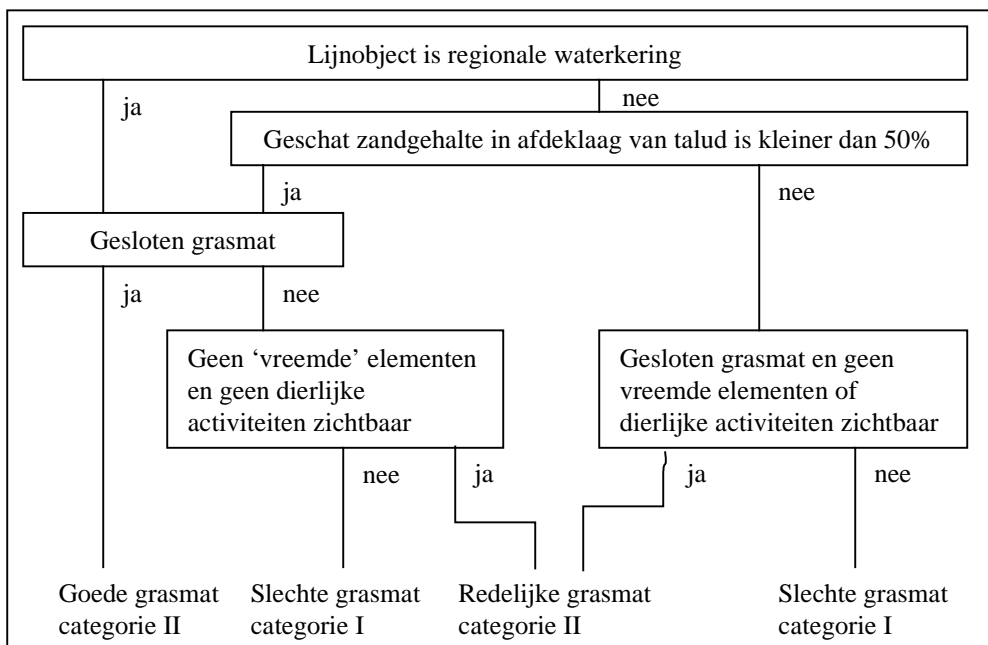 Lijnobject is regionale waterkering
ja
nee
Geschat zandgehalte in afdeklaag van talud is kleiner dan 50%
ja
nee
Gesloten grasmat
ja
nee
Geen ‘vreemde’ elementen
en geen dierlijke
activiteiten zichtbaar
Gesloten grasmat en geen
vreemde elementen of
dierlijke activiteiten zichtbaar
nee
ja
ja
nee
Goede grasmat
categorie II
Slechte grasmat
categorie I
Redelijke grasmat
categorie II
Slechte grasmat
categorie I